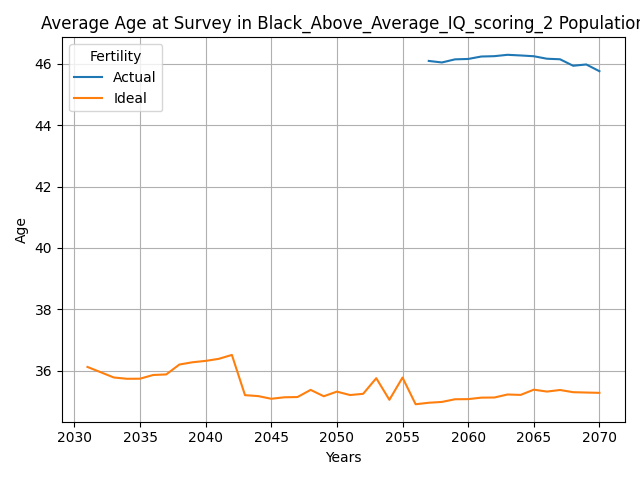 Average Age at Survey in Black_Above_Average_IQ_scoring_2 Population
Fertility
Actual
Ideal
46
44
42
40
38
36
Age
2030 2035 2040 2045 2050 2055 2060 2065 2070
Years